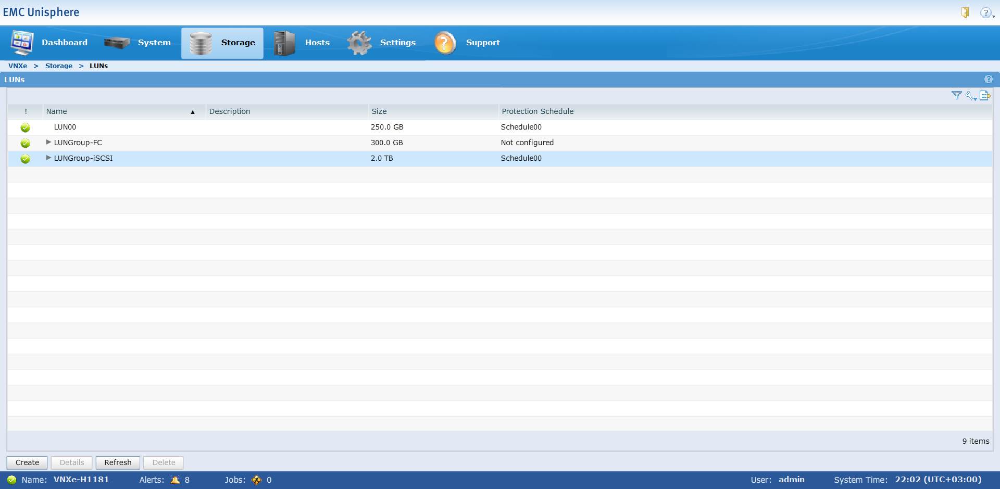 EMC Unisphere
Dashboard System Storage Hosts Settings Support
VNXe > Storage > LUNs
LUNs
! Name ▲ Description Size Protection Schedule
LUN00 250.0 GB Schedule00
LUNGroup-FC 300.0 GB Not configured
LUNGroup-iSCSI 2.0 TB Schedule00
9 items
Create Details Refresh Delete
Name: VNXe-H1181 Alerts: 8 Jobs: 0 User: admin System Time: 22:02 (UTC+03:00)